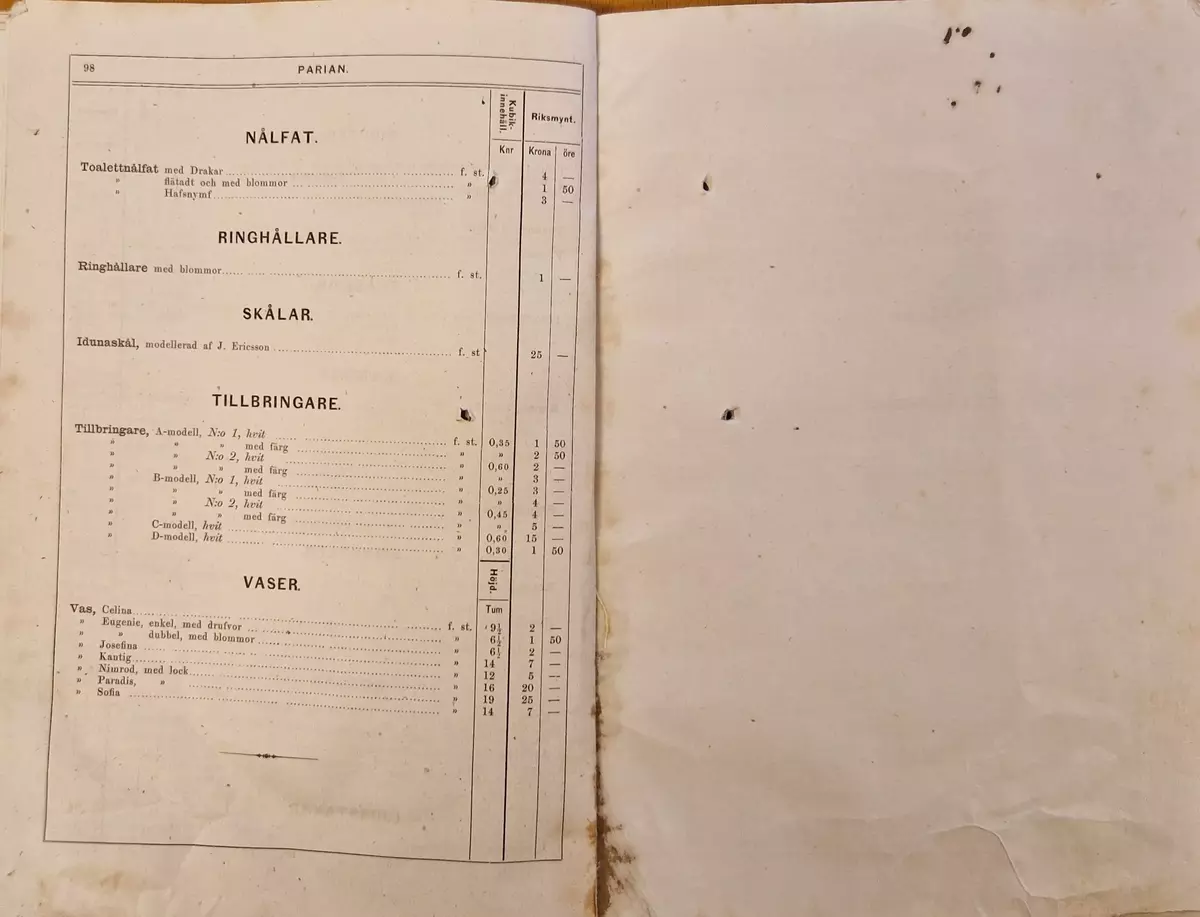 98 PARIAN.
Kubik-innehåll. Riksmynt.
Knr Krona öre
NÅLFAT.
Toalettnålfat med Drakar f. st. 4 —
" flätadt och med blommor " 1 50
" Hafsnymf " 3 —
RINGHÅLLARE.
Ringhållare med blommor f. st. 1 —
SKÅLAR.
Idunaskål, modellerad af J. Ericsson f. st 25 —
TILLBRINGARE.
Tillbringare, A-modell, N:o 1, hvit f. st. 0,35 1 50
" " " med färg " " 2 50
" " N:o 2, hvit " 0,60 2 —
" " " med färg " " 3 —
" B-modell, N:o 1, hvit " 0,25 3 —
" " " med färg " " 4 —
" " N:o 2, hvit " 0,45 4 —
" " " med färg " " 5 —
" C-modell, hvit " 0,60 15 —
" D-modell, hvit " 0,30 1 50
VASER.
Höjd.
Tum
Vas, Celina f. st. 9½ 2 —
" Eugenie, enkel, med drufvor " 6½ 1 50
" " dubbel, med blommor " 6½ 2 —
" Josefina " 14 7 —
" Kantig " 12 5 —
" Nimrod, med lock " 16 20 —
" Paradis, " " 19 25 —
" Sofia " 14 7 —